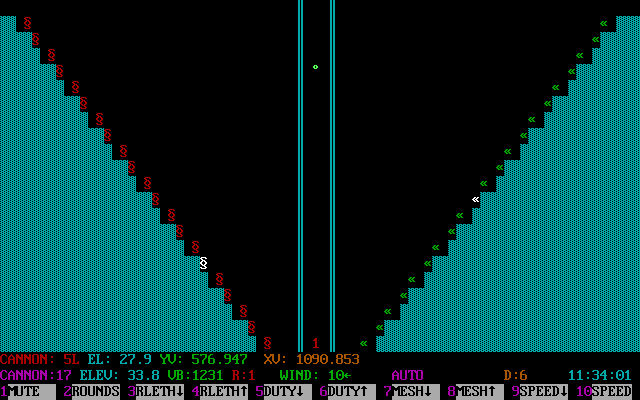 1
CANNON: 5L EL: 27.9 YV: 576.947 XV: 1090.853
CANNON:17 ELEV: 33.8 VB:1231 R:1 WIND: 10← AUTO D:6 11:34:01
1MUTE 2ROUNDS 3RLETH↓ 4RLETH↑ 5DUTY↓ 6DUTY↑ 7MESH↓ 8MESH↑ 9SPEED↓ 10SPEED